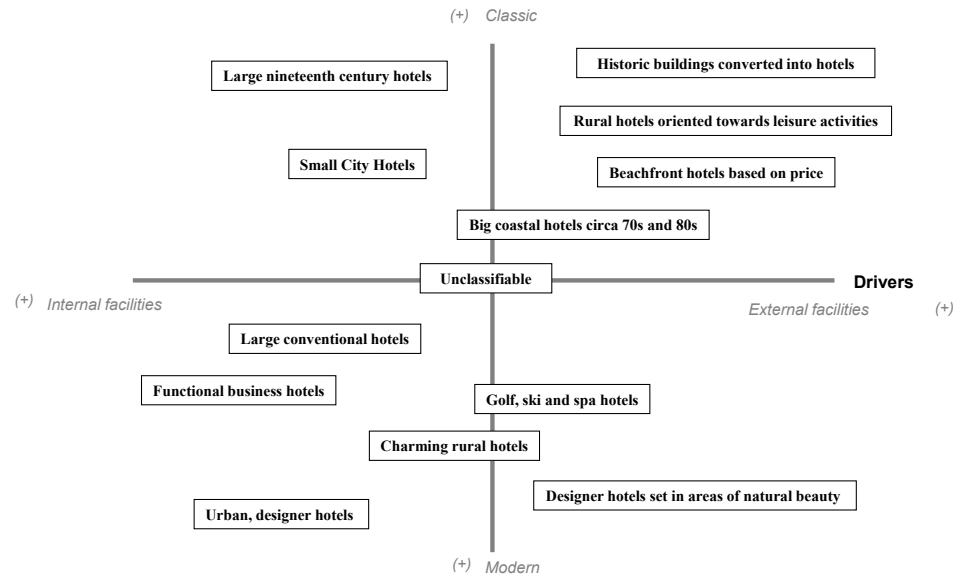 (+) Classic
Historic buildings converted into hotels
Large nineteenth century hotels
Rural hotels oriented towards leisure activities
Small City Hotels
Beachfront hotels based on price
Big coastal hotels circa 70s and 80s
Unclassifiable
Drivers
(+) Internal facilities
External facilities (+)
Large conventional hotels
Functional business hotels
Golf, ski and spa hotels
Charming rural hotels
Designer hotels set in areas of natural beauty
Urban, designer hotels
(+) Modern